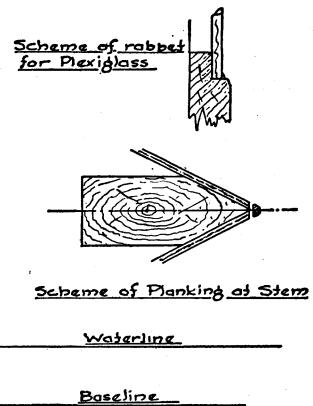 Scheme of rabbet
for Plexiglass
Scheme of Planking at Stem
Waterline
Baseline